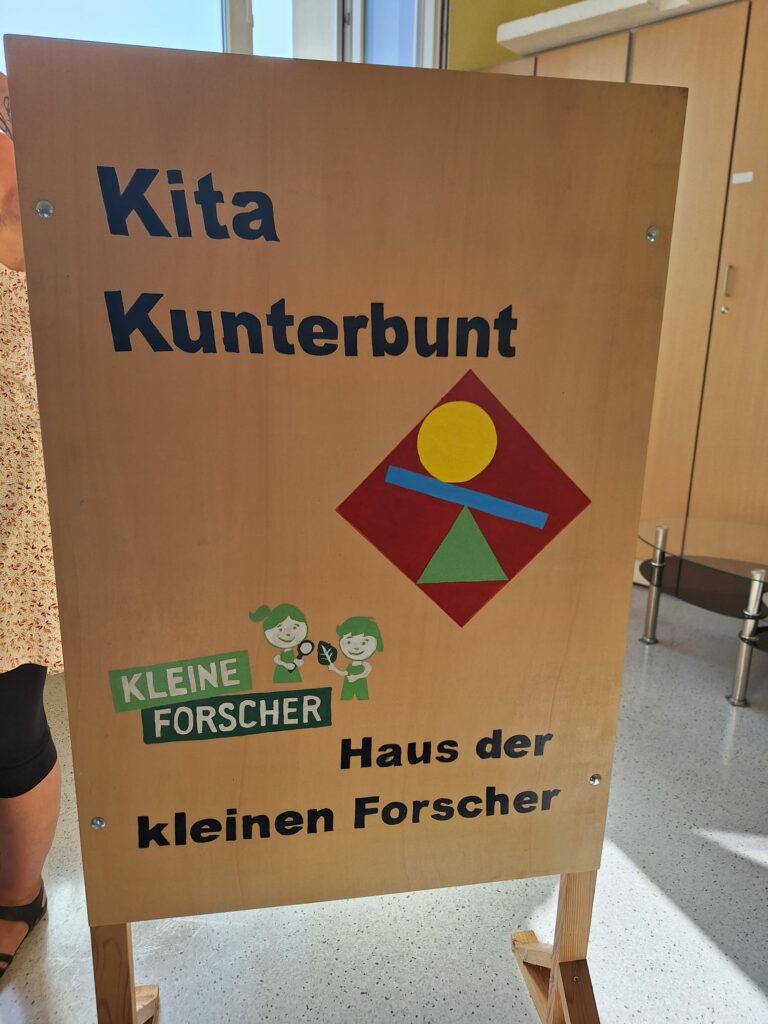 Kita
Kunterbunt
KLEINE
FORSCHER
Haus der
kleinen Forscher